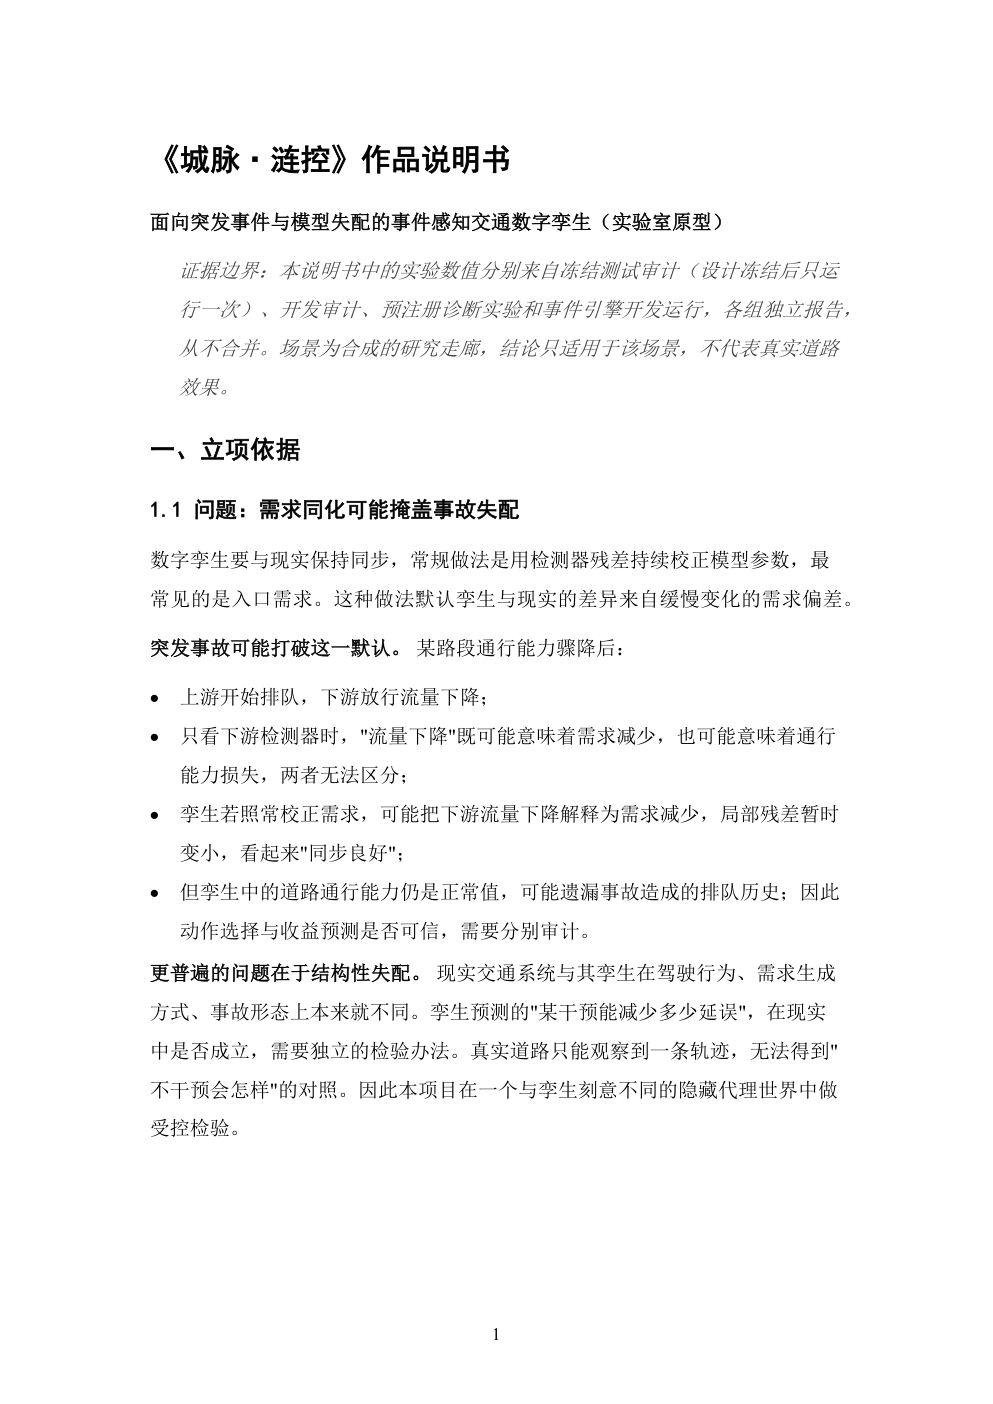 《城脉·涟控》作品说明书
面向突发事件与模型失配的事件感知交通数字孪生（实验室原型）
证据边界：本说明书中的实验数值分别来自冻结测试审计（设计冻结后只运
行一次）、开发审计、预注册诊断实验和事件引擎开发运行，各组独立报告，
从不合并。场景为合成的研究走廊，结论只适用于该场景，不代表真实道路
效果。
一、立项依据
1.1 问题：需求同化可能掩盖事故失配
数字孪生要与现实保持同步，常规做法是用检测器残差持续校正模型参数，最
常见的是入口需求。这种做法默认孪生与现实的差异来自缓慢变化的需求偏差。
突发事故可能打破这一默认。 某路段通行能力骤降后：
• 上游开始排队，下游放行流量下降；
• 只看下游检测器时，"流量下降"既可能意味着需求减少，也可能意味着通行
能力损失，两者无法区分；
• 孪生若照常校正需求，可能把下游流量下降解释为需求减少，局部残差暂时
变小，看起来"同步良好"；
• 但孪生中的道路通行能力仍是正常值，可能遗漏事故造成的排队历史；因此
动作选择与收益预测是否可信，需要分别审计。
更普遍的问题在于结构性失配。 现实交通系统与其孪生在驾驶行为、需求生成
方式、事故形态上本来就不同。孪生预测的"某干预能减少多少延误"，在现实
中是否成立，需要独立的检验办法。真实道路只能观察到一条轨迹，无法得到"
不干预会怎样"的对照。因此本项目在一个与孪生刻意不同的隐藏代理世界中做
受控检验。
1